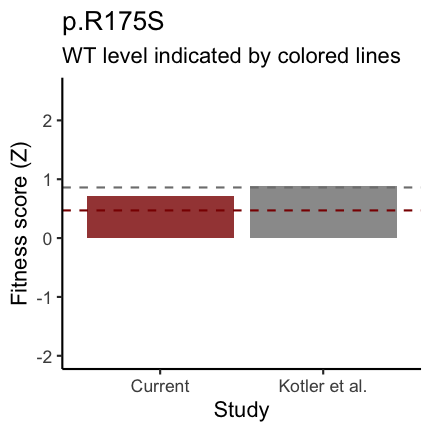 p.R175S
WT level indicated by colored lines
Fitness score (Z)
2
1
0
-1
-2
Current
Kotler et al.
Study